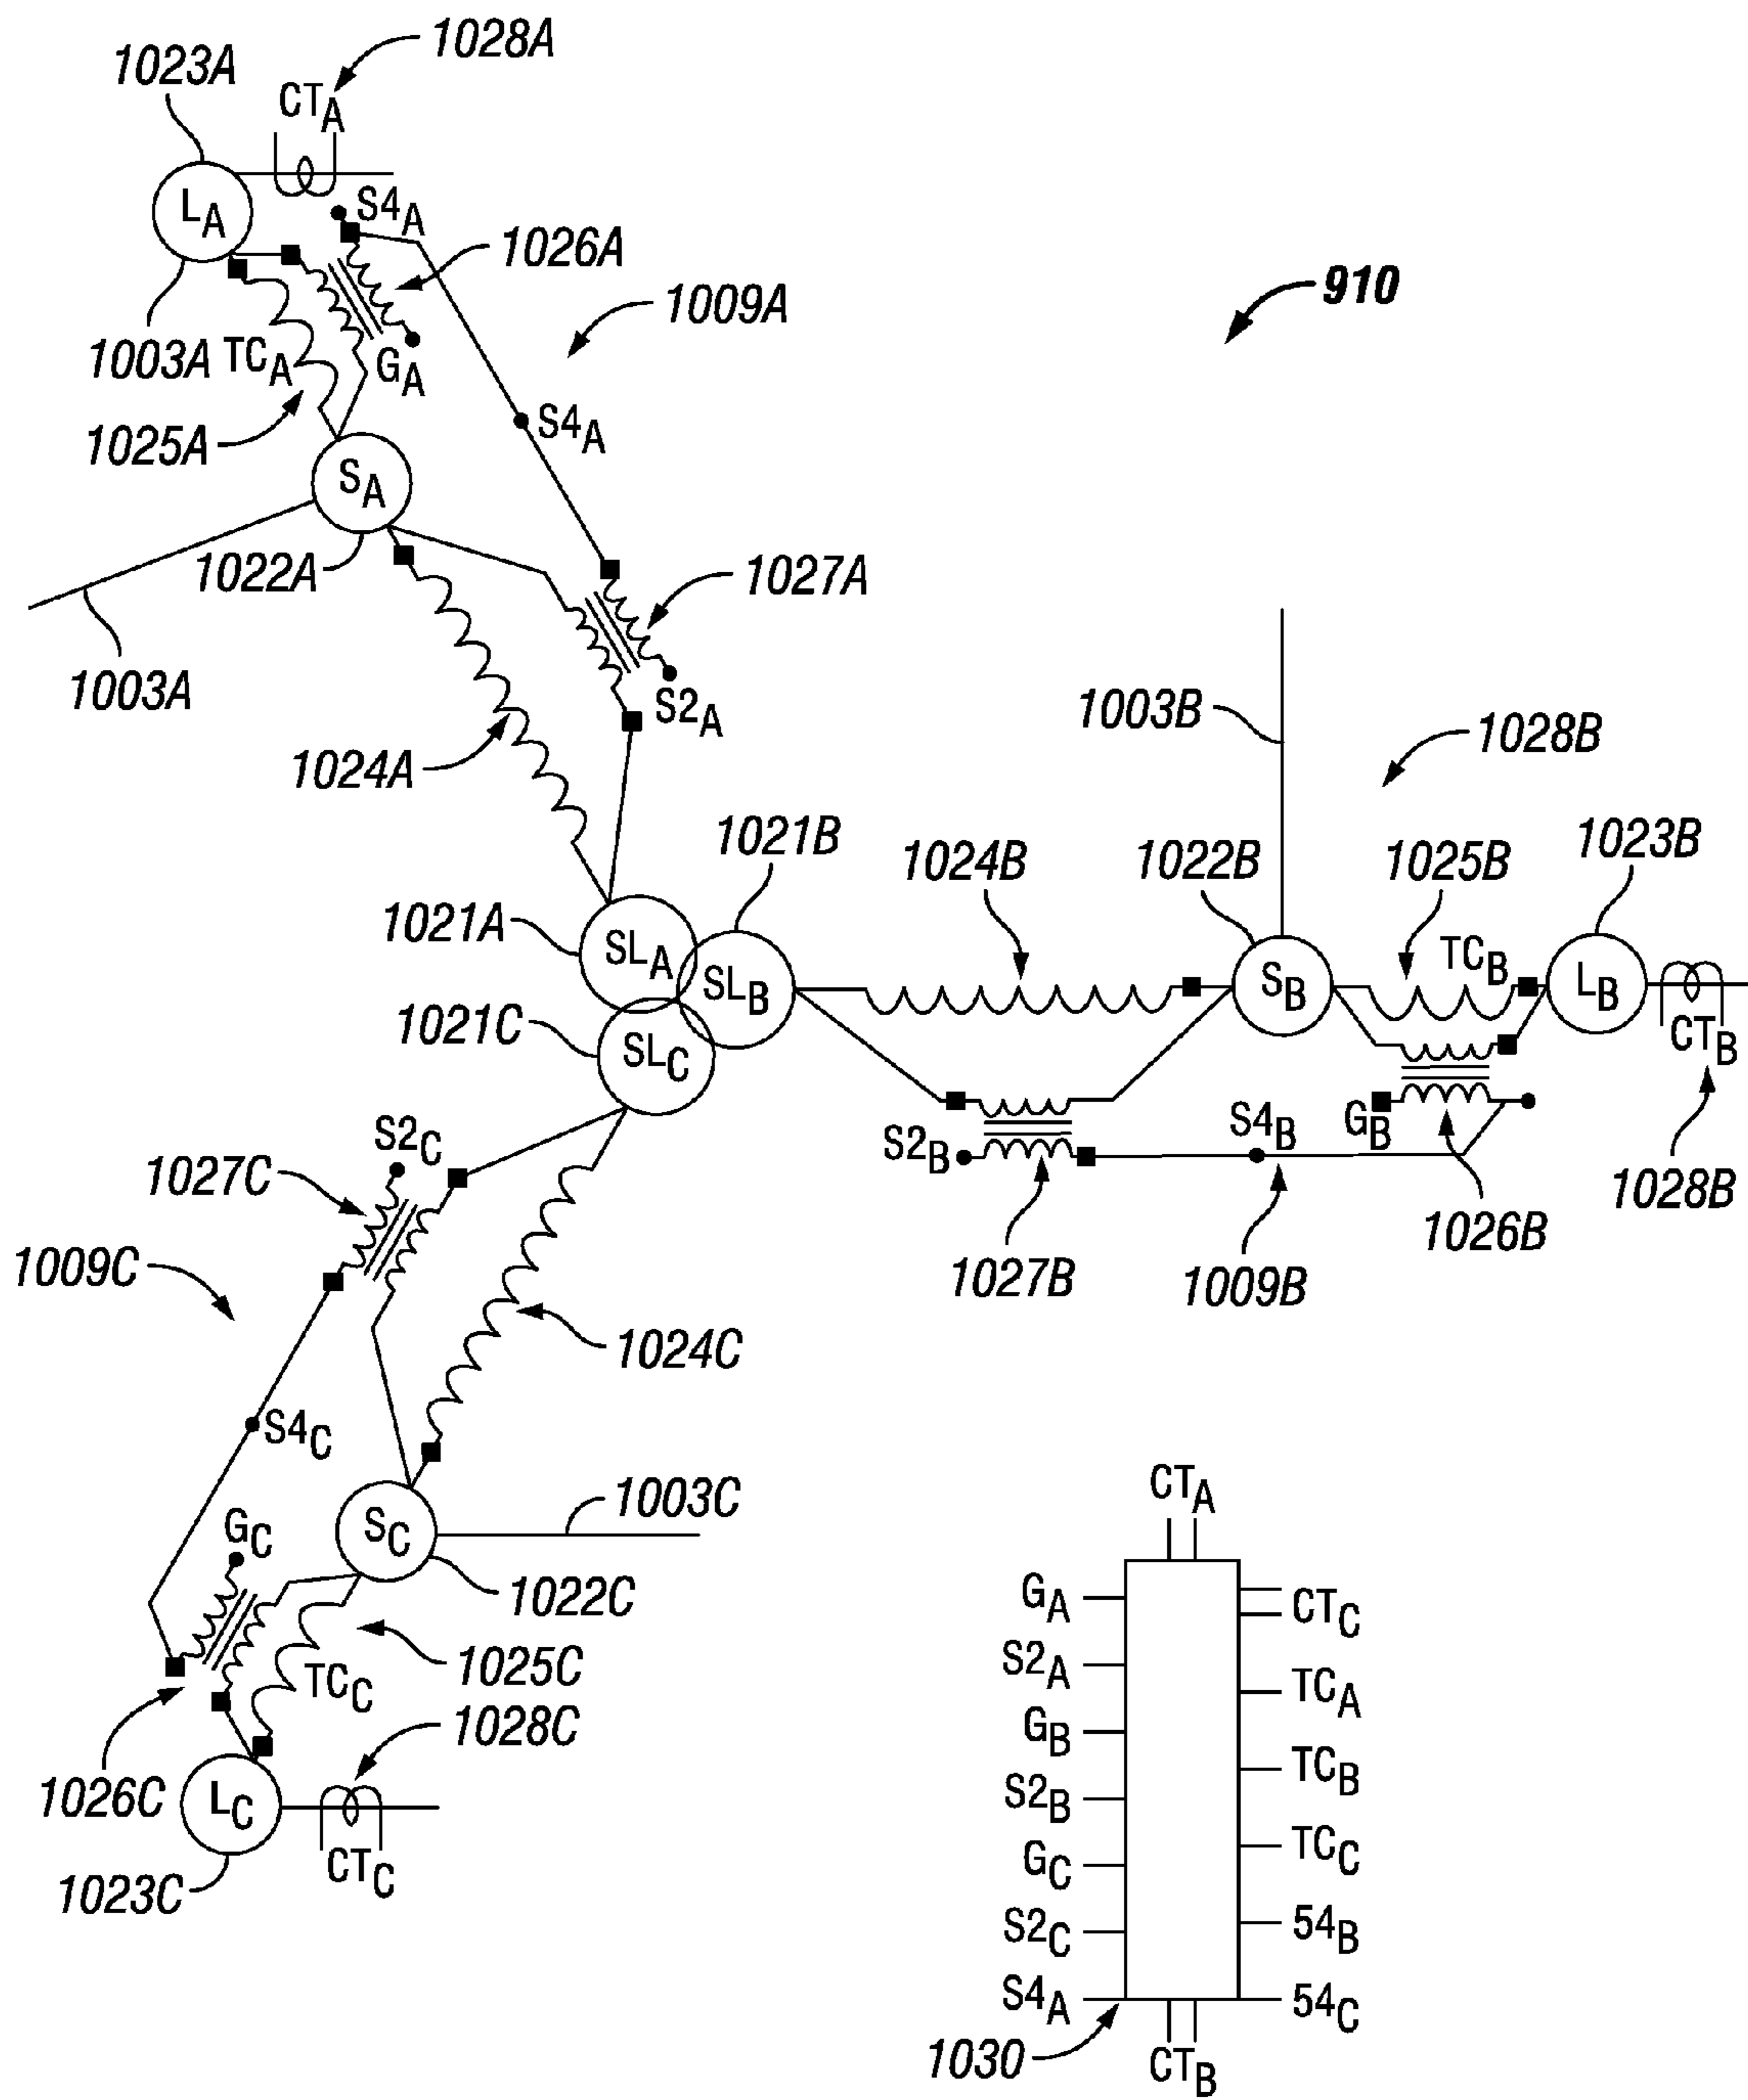 1028A
1023A
CTA
LA
S4A
1026A
1009A
910
1003A
TCA
GA
1025A
S4A
SA
1022A
1027A
1003A
S2A
1024A
1003B
1028B
1021B
1024B
1022B
1025B
1023B
1021A
SLA
SLB
SB
TCB
LB
1021C
SLC
CTB
S2C
S2B
S4B
GB
1027C
1028B
1026B
1009C
1027B
1009B
1024C
S4C
1003C
GC
SC
1022C
1025C
TCC
1028C
1026C
LC
CTC
1023C
CTA
GA
CTC
S2A
TCA
GB
TCB
S2B
TCC
GC
S2C
54B
S4A
54C
1030
CTB